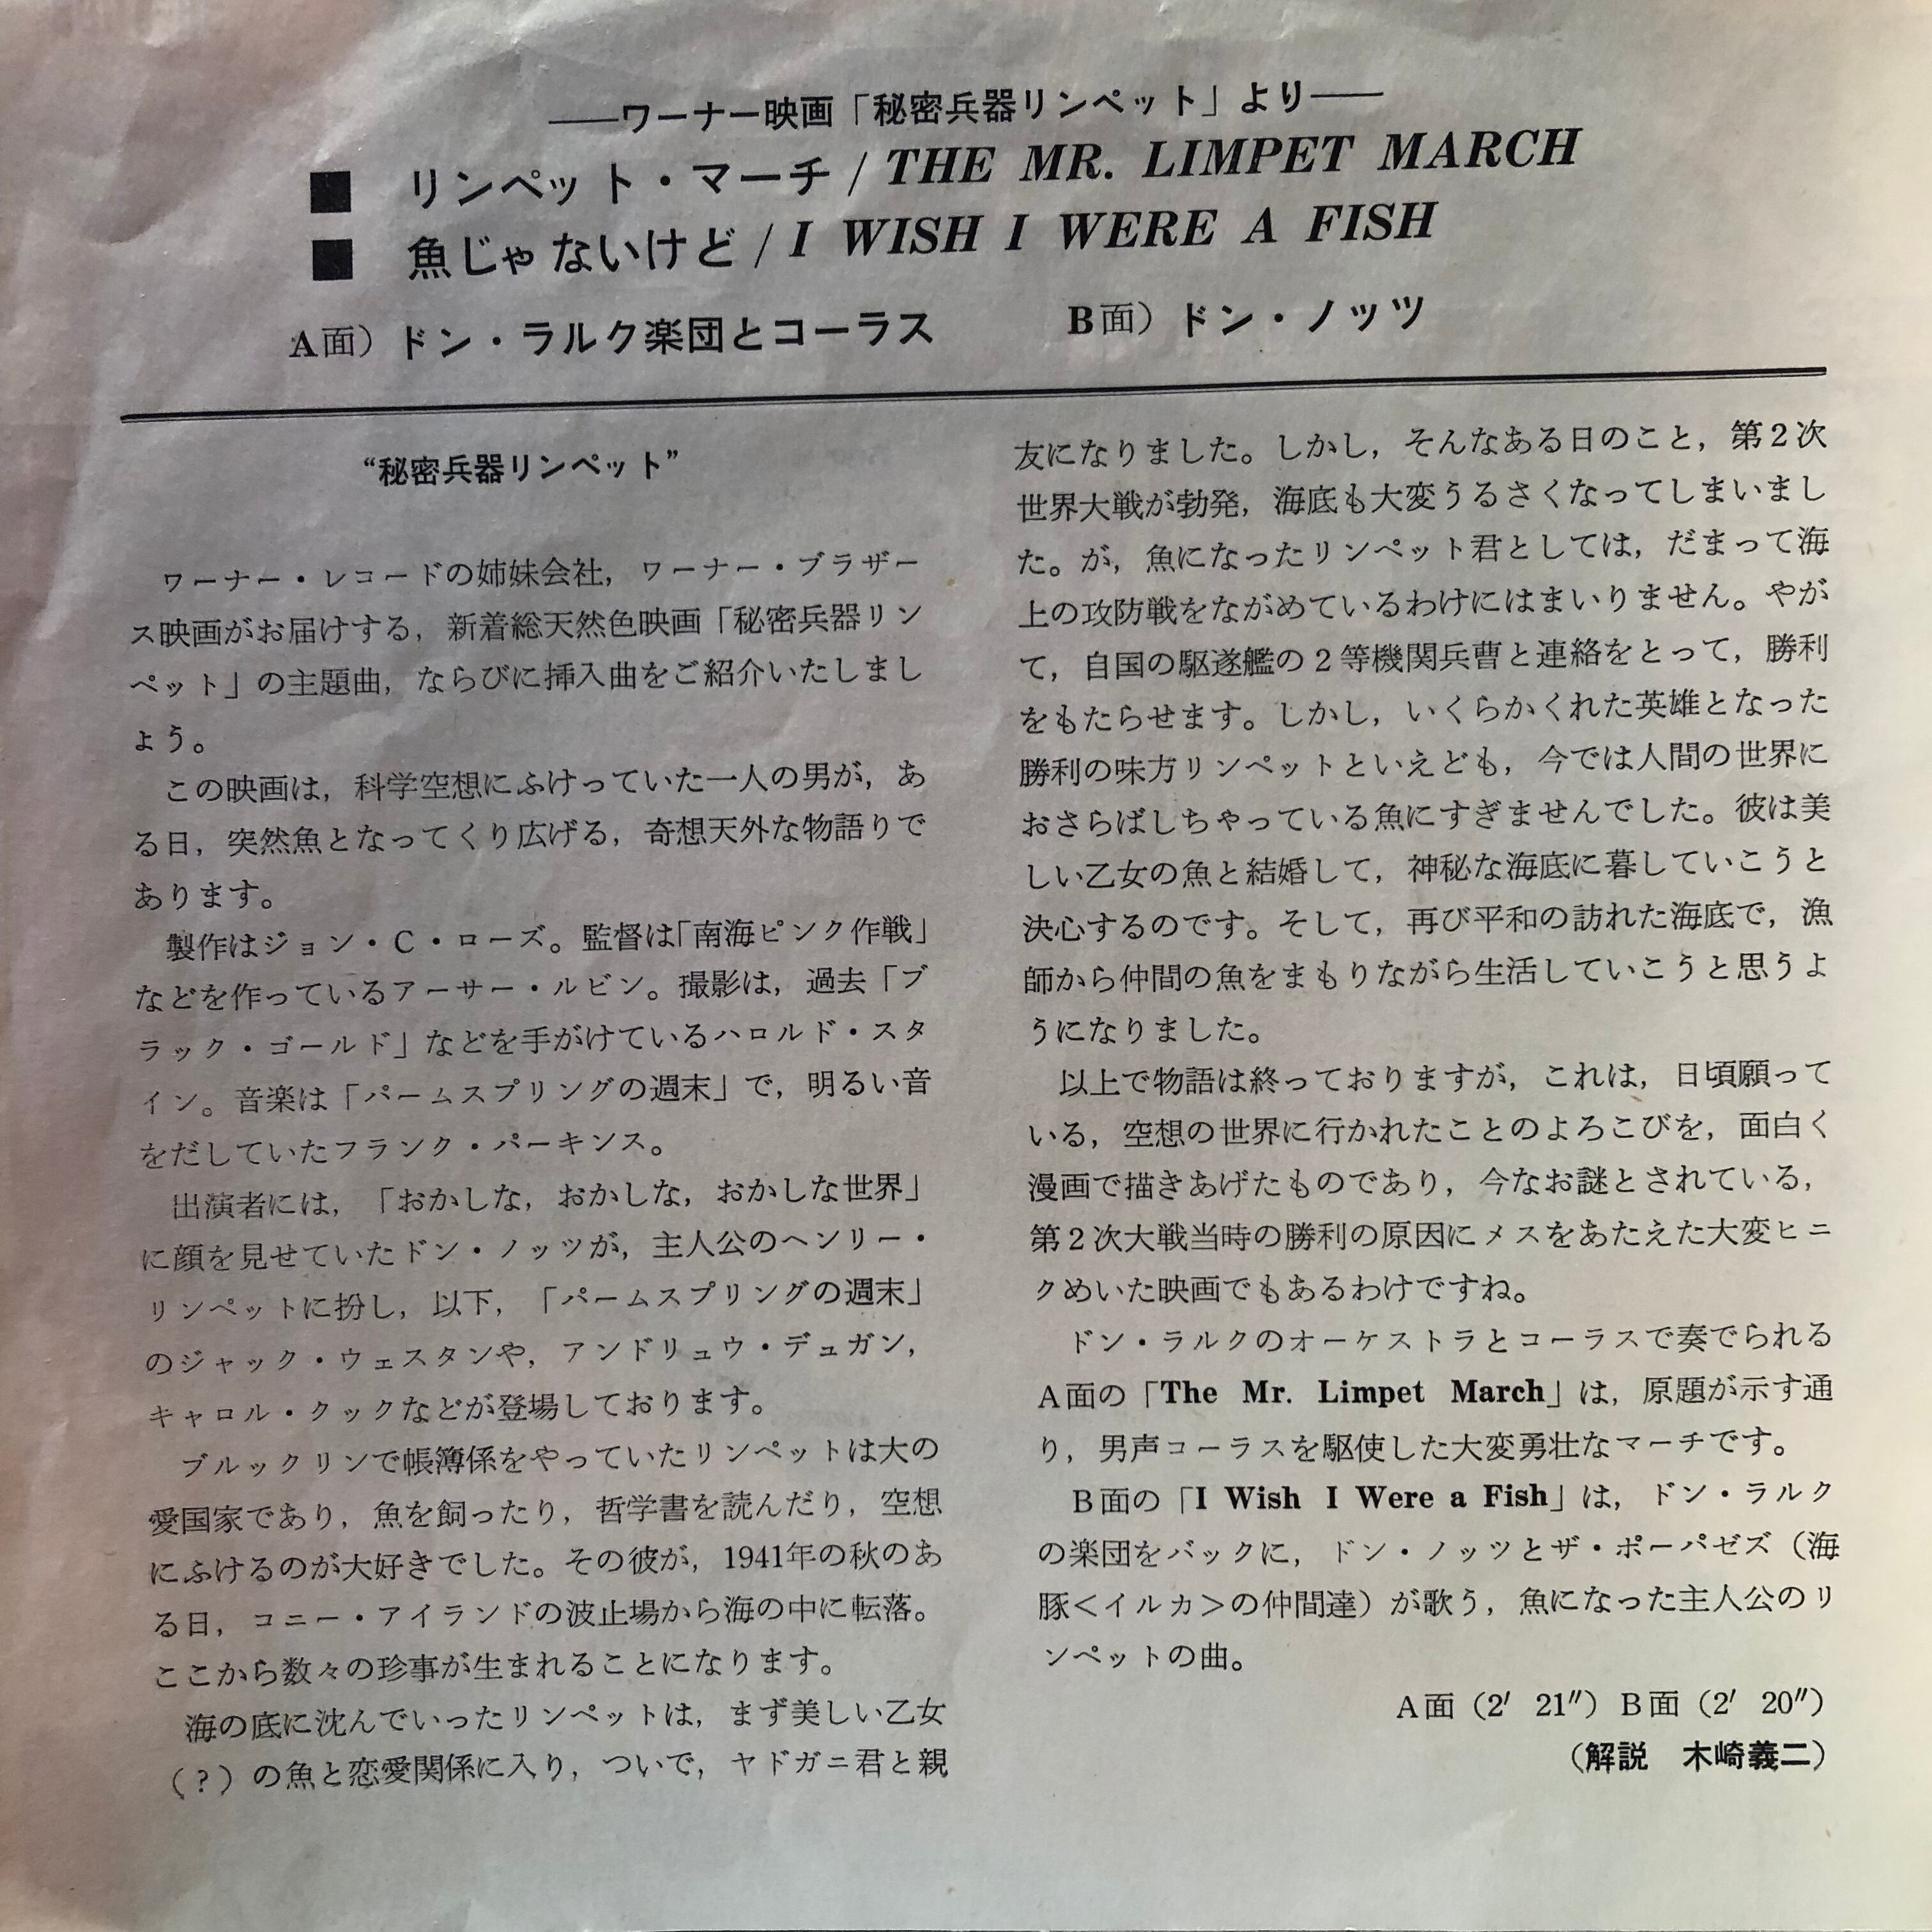 ――ワーナー映画「秘密兵器リンペット」より――
■ リンペット・マーチ / THE MR. LIMPET MARCH
■ 魚じゃないけど / I WISH I WERE A FISH
A面）ドン・ラルク楽団とコーラス B面）ドン・ノッツ
“秘密兵器リンペット”
ワーナー・レコードの姉妹会社，ワーナー・ブラザー
ス映画がお届けする，新着総天然色映画「秘密兵器リン
ペット」の主題曲，ならびに挿入曲をご紹介いたしまし
ょう。
この映画は，科学空想にふけっていた一人の男が，あ
る日，突然魚となってくり広げる，奇想天外な物語りで
あります。
製作はジョン・C・ローズ。監督は「南海ピンク作戦」
などを作っているアーサー・ルビン。撮影は，過去「ブ
ラック・ゴールド」などを手がけているハロルド・スタ
イン。音楽は「パームスプリングの週末」で，明るい音
をだしていたフランク・パーキンス。
出演者には，「おかしな，おかしな，おかしな世界」
に顔を見せていたドン・ノッツが，主人公のヘンリー・
リンペットに扮し，以下，「パームスプリングの週末」
のジャック・ウェスタンや，アンドリュウ・デュガン，
キャロル・クックなどが登場しております。
ブルックリンで帳簿係をやっていたリンペットは大の
愛国家であり，魚を飼ったり，哲学書を読んだり，空想
にふけるのが大好きでした。その彼が，1941年の秋のあ
る日，コニー・アイランドの波止場から海の中に転落。
ここから数々の珍事が生まれることになります。
海の底に沈んでいったリンペットは，まず美しい乙女
（？）の魚と恋愛関係に入り，ついで，ヤドガニ君と親
友になりました。しかし，そんなある日のこと，第2次
世界大戦が勃発，海底も大変うるさくなってしまいまし
た。が，魚になったリンペット君としては，だまって海
上の攻防戦をながめているわけにはまいりません。やが
て，自国の駆逐艦の2等機関兵曹と連絡をとって，勝利
をもたらせます。しかし，いくらかくれた英雄となった
勝利の味方リンペットといえども，今では人間の世界に
おさらばしちゃっている魚にすぎませんでした。彼は美
しい乙女の魚と結婚して，神秘な海底に暮していこうと
決心するのです。そして，再び平和の訪れた海底で，漁
師から仲間の魚をまもりながら生活していこうと思うよ
うになりました。
以上で物語は終っておりますが，これは，日頃願って
いる，空想の世界に行かれたことのよろこびを，面白く
漫画で描きあげたものであり，今なお謎とされている，
第2次大戦当時の勝利の原因にメスをあたえた大変ヒニ
クめいた映画でもあるわけですね。
ドン・ラルクのオーケストラとコーラスで奏でられる
A面の「The Mr. Limpet March」は，原題が示す通
り，男声コーラスを駆使した大変勇壮なマーチです。
B面の「I Wish I Were a Fish」は，ドン・ラルク
の楽団をバックに，ドン・ノッツとザ・ポーパゼズ（海
豚＜イルカ＞の仲間達）が歌う，魚になった主人公のリ
ンペットの曲。
A面（2′ 21″）B面（2′ 20″）
（解説 木崎義二）